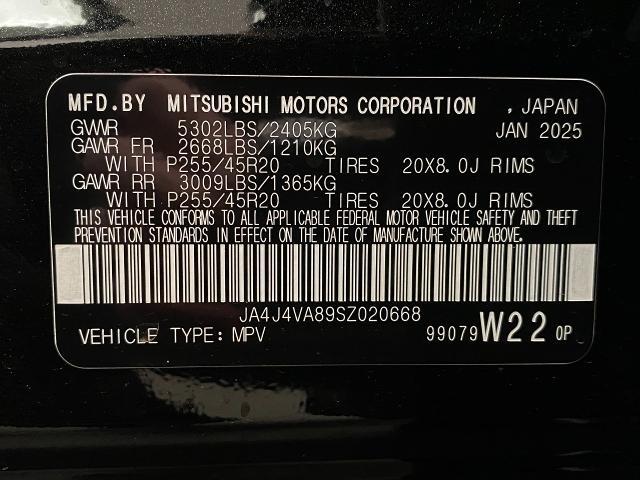 MFD.BY MITSUBISHI MOTORS CORPORATION , JAPAN
GVWR 5302LBS/2405KG JAN 2025
GAWR FR 2668LBS/1210KG
WITH P255/45R20 TIRES 20X8.0J RIMS
GAWR RR 3009LBS/1365KG
WITH P255/45R20 TIRES 20X8.0J RIMS
THIS VEHICLE CONFORMS TO ALL APPLICABLE FEDERAL MOTOR VEHICLE SAFETY AND THEFT
PREVENTION STANDARDS IN EFFECT ON THE DATE OF MANUFACTURE SHOWN ABOVE.
JA4J4VA89SZ020668
VEHICLE TYPE: MPV 99079 W22 0P